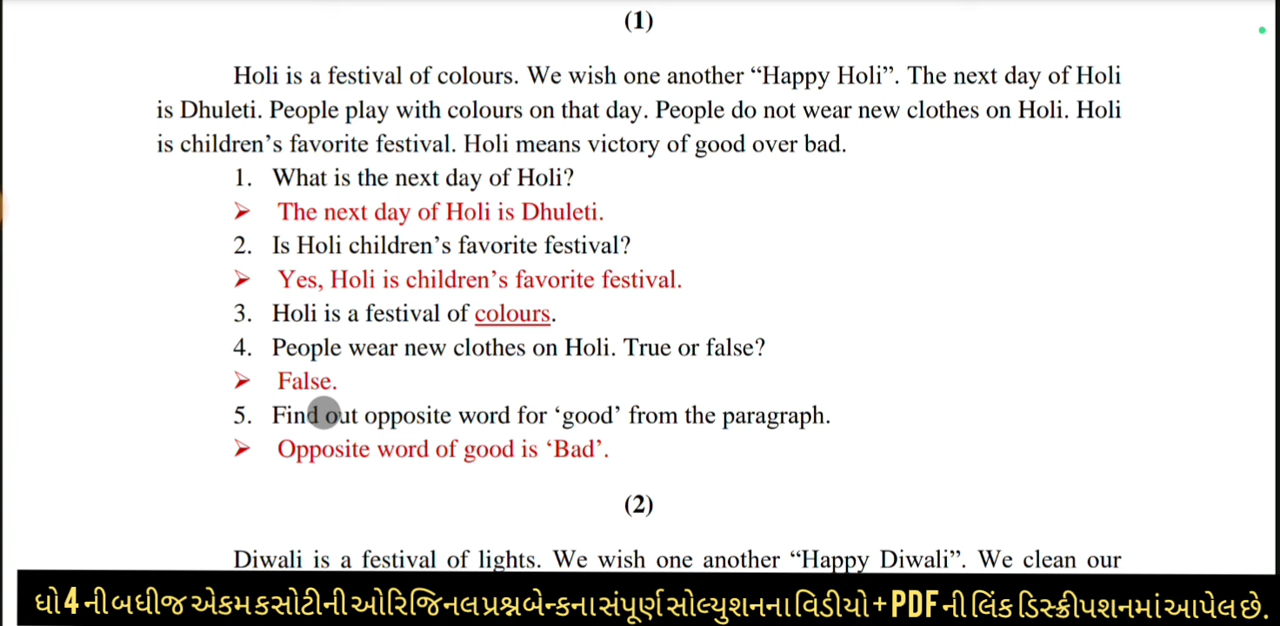 (1)
Holi is a festival of colours. We wish one another “Happy Holi”. The next day of Holi
is Dhuleti. People play with colours on that day. People do not wear new clothes on Holi. Holi
is children’s favorite festival. Holi means victory of good over bad.
1. What is the next day of Holi?
➢ The next day of Holi is Dhuleti.
2. Is Holi children’s favorite festival?
➢ Yes, Holi is children’s favorite festival.
3. Holi is a festival of colours.
4. People wear new clothes on Holi. True or false?
➢ False.
5. Find out opposite word for ‘good’ from the paragraph.
➢ Opposite word of good is ‘Bad’.
(2)
Diwali is a festival of lights. We wish one another “Happy Diwali”. We clean our
ધો 4 ની બધીજ એકમ કસોટીની ઓરિજિનલ પ્રશ્નબેન્કના સંપૂર્ણ સોલ્યુશનના વિડીયો + PDF ની લિંક ડિસ્ક્રીપશનમાં આપેલ છે.